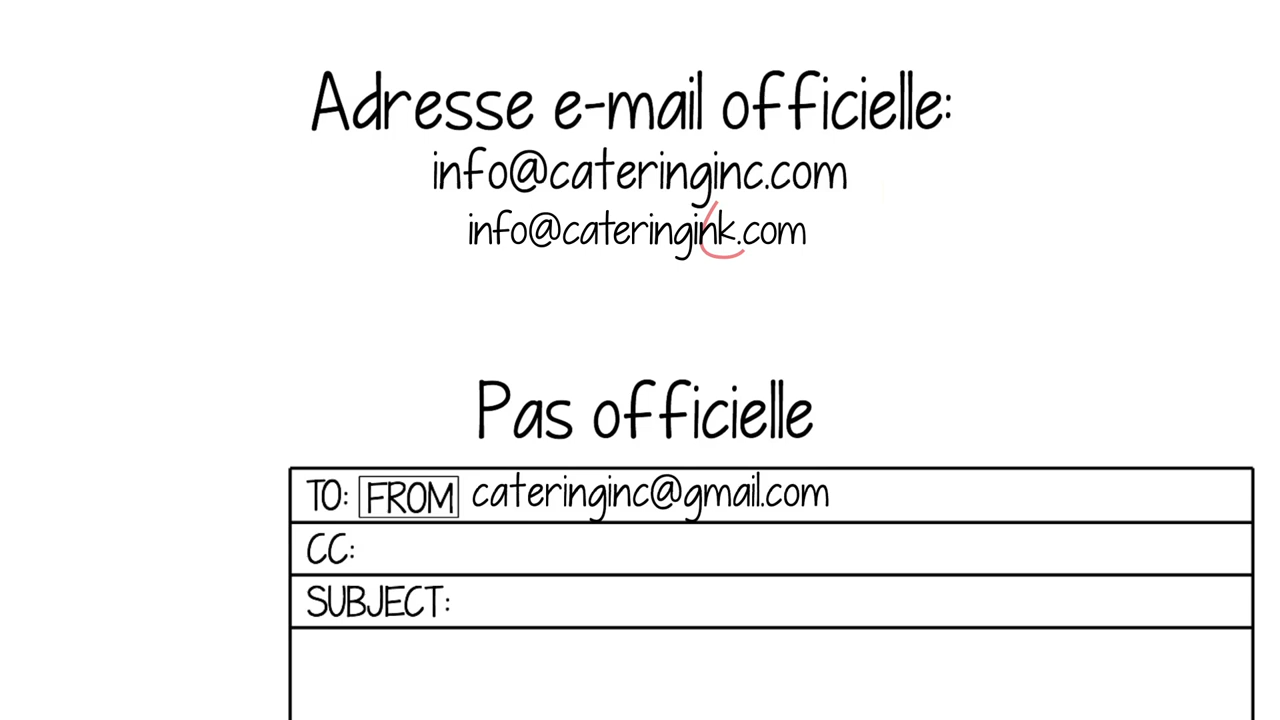 Adresse e-mail officielle:
info@cateringinc.com
info@cateringink.com
Pas officielle
TO: FROM cateringinc@gmail.com
CC:
SUBJECT: